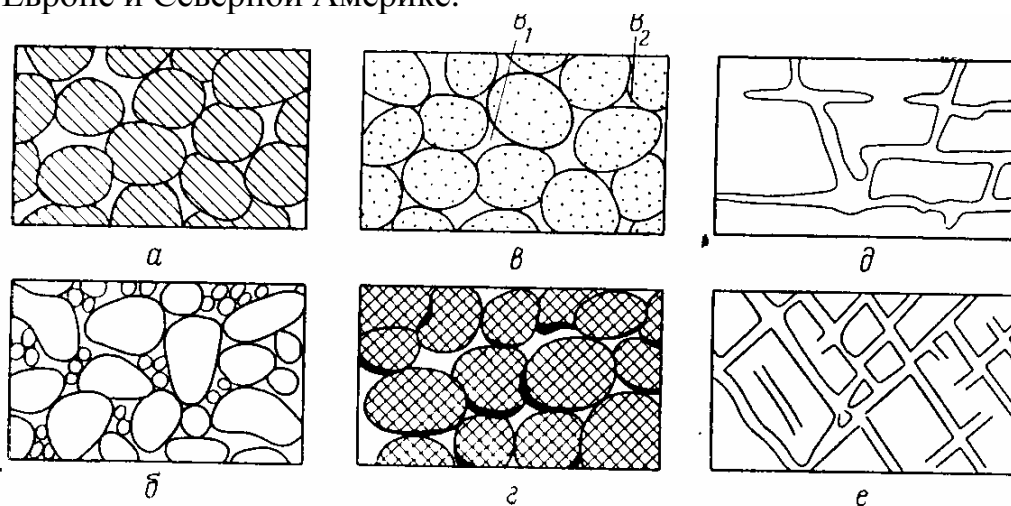 Европе и Северной Америке.
в₁ в₂
а в д
б г е